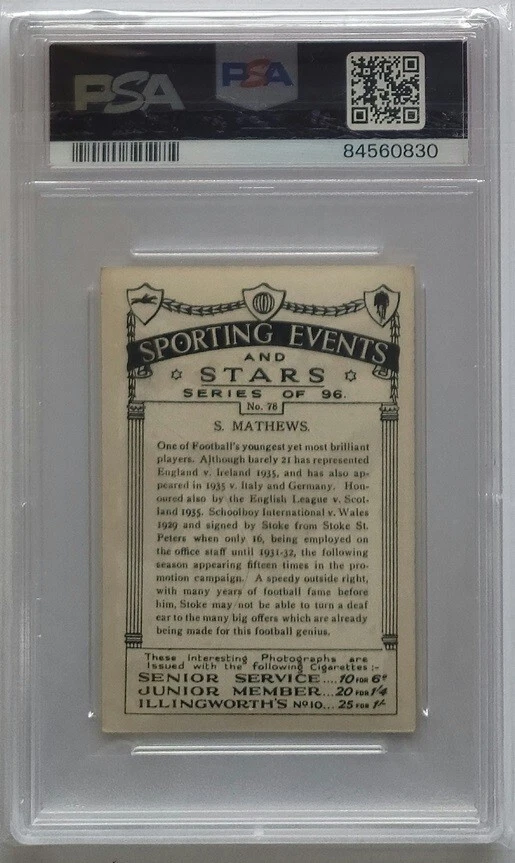 PSA
PSA
84560830
SPORTING EVENTS
AND
STARS
SERIES OF 96.
No. 78
S. MATHEWS.
One of Football's youngest yet most brilliant
players. Although barely 21 has represented
England v. Ireland 1935, and has also ap-
peared in 1935 v. Italy and Germany. Hon-
oured also by the English League v. Scot-
land 1935. Schoolboy International v. Wales
1929 and signed by Stoke from Stoke St.
Peters when only 16, being employed on
the office staff until 1931-32, the following
season appearing fifteen times in the pro-
motion campaign. A speedy outside right,
with many years of football fame before
him, Stoke may not be able to turn a deaf
ear to the many big offers which are already
being made for this football genius.
These Interesting Photographs are
Issued with the following Cigarettes:-
SENIOR SERVICE....10 FOR 6ᴰ
JUNIOR MEMBER...20 FOR 1/4
ILLINGWORTH'S No10...25 FOR 1/-